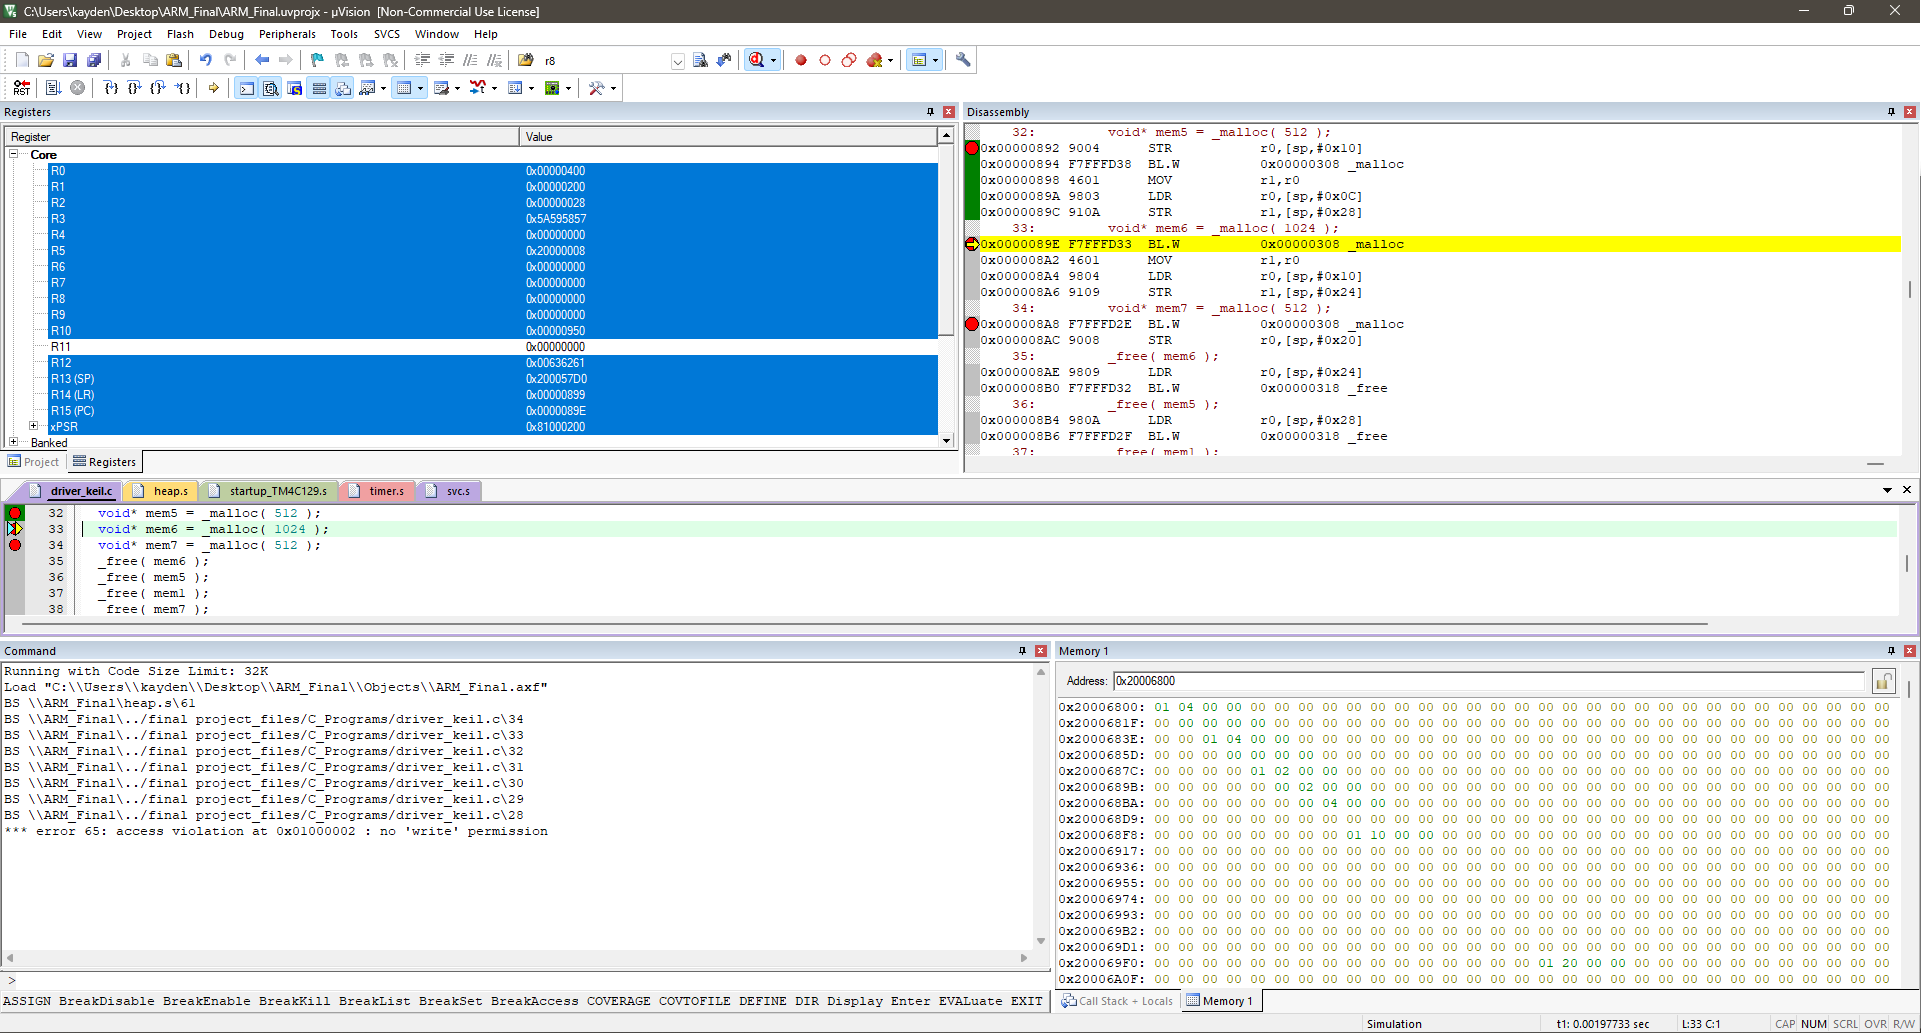 C:\Users\kayden\Desktop\ARM_Final\ARM_Final.uvprojx - µVision  [Non-Commercial Use License]
File Edit View Project Flash Debug Peripherals Tools SVCS Window Help
r8
RST
Registers
Register Value
Core
R0 0x00000400
R1 0x00000200
R2 0x00000028
R3 0x5A595857
R4 0x00000000
R5 0x20000008
R6 0x00000000
R7 0x00000000
R8 0x00000000
R9 0x00000000
R10 0x00000950
R11 0x00000000
R12 0x00636261
R13 (SP) 0x200057D0
R14 (LR) 0x00000899
R15 (PC) 0x0000089E
xPSR 0x81000200
Banked
Project Registers
Disassembly
32: void* mem5 = _malloc( 512 );
0x00000892 9004 STR r0,[sp,#0x10]
0x00000894 F7FFFD38 BL.W 0x00000308 _malloc
0x00000898 4601 MOV r1,r0
0x0000089A 9803 LDR r0,[sp,#0x0C]
0x0000089C 910A STR r1,[sp,#0x28]
33: void* mem6 = _malloc( 1024 );
0x0000089E F7FFFD33 BL.W 0x00000308 _malloc
0x000008A2 4601 MOV r1,r0
0x000008A4 9804 LDR r0,[sp,#0x10]
0x000008A6 9109 STR r1,[sp,#0x24]
34: void* mem7 = _malloc( 512 );
0x000008A8 F7FFFD2E BL.W 0x00000308 _malloc
0x000008AC 9008 STR r0,[sp,#0x20]
35: _free( mem6 );
0x000008AE 9809 LDR r0,[sp,#0x24]
0x000008B0 F7FFFD32 BL.W 0x00000318 _free
36: _free( mem5 );
0x000008B4 980A LDR r0,[sp,#0x28]
0x000008B6 F7FFFD2F BL.W 0x00000318 _free
37: _free( mem1 );
driver_keil.c heap.s startup_TM4C129.s timer.s svc.s
32 void* mem5 = _malloc( 512 );
33 void* mem6 = _malloc( 1024 );
34 void* mem7 = _malloc( 512 );
35 _free( mem6 );
36 _free( mem5 );
37 _free( mem1 );
38 _free( mem7 );
Command
Running with Code Size Limit: 32K
Load "C:\\Users\\kayden\\Desktop\\ARM_Final\\Objects\\ARM_Final.axf"
BS \\ARM_Final\heap.s\61
BS \\ARM_Final\../final project_files/C_Programs/driver_keil.c\34
BS \\ARM_Final\../final project_files/C_Programs/driver_keil.c\33
BS \\ARM_Final\../final project_files/C_Programs/driver_keil.c\32
BS \\ARM_Final\../final project_files/C_Programs/driver_keil.c\31
BS \\ARM_Final\../final project_files/C_Programs/driver_keil.c\30
BS \\ARM_Final\../final project_files/C_Programs/driver_keil.c\29
BS \\ARM_Final\../final project_files/C_Programs/driver_keil.c\28
*** error 65: access violation at 0x01000002 : no 'write' permission
>
ASSIGN BreakDisable BreakEnable BreakKill BreakList BreakSet BreakAccess COVERAGE COVTOFILE DEFINE DIR Display Enter EVALuate EXIT
Memory 1
Address: 0x20006800
0x20006800: 01 04 00 00 00 00 00 00 00 00 00 00 00 00 00 00 00 00 00 00 00 00 00 00 00 00 00 00 00 00 00
0x2000681F: 00 00 00 00 00 00 00 00 00 00 00 00 00 00 00 00 00 00 00 00 00 00 00 00 00 00 00 00 00 00 00
0x2000683E: 00 00 01 04 00 00 00 00 00 00 00 00 00 00 00 00 00 00 00 00 00 00 00 00 00 00 00 00 00 00 00
0x2000685D: 00 00 00 00 00 00 00 00 00 00 00 00 00 00 00 00 00 00 00 00 00 00 00 00 00 00 00 00 00 00 00
0x2000687C: 00 00 00 00 01 02 00 00 00 00 00 00 00 00 00 00 00 00 00 00 00 00 00 00 00 00 00 00 00 00 00
0x2000689B: 00 00 00 00 00 00 02 00 00 00 00 00 00 00 00 00 00 00 00 00 00 00 00 00 00 00 00 00 00 00 00
0x200068BA: 00 00 00 00 00 00 00 04 00 00 00 00 00 00 00 00 00 00 00 00 00 00 00 00 00 00 00 00 00 00 00
0x200068D9: 00 00 00 00 00 00 00 00 00 00 00 00 00 00 00 00 00 00 00 00 00 00 00 00 00 00 00 00 00 00 00
0x200068F8: 00 00 00 00 00 00 00 00 01 10 00 00 00 00 00 00 00 00 00 00 00 00 00 00 00 00 00 00 00 00 00
0x20006917: 00 00 00 00 00 00 00 00 00 00 00 00 00 00 00 00 00 00 00 00 00 00 00 00 00 00 00 00 00 00 00
0x20006936: 00 00 00 00 00 00 00 00 00 00 00 00 00 00 00 00 00 00 00 00 00 00 00 00 00 00 00 00 00 00 00
0x20006955: 00 00 00 00 00 00 00 00 00 00 00 00 00 00 00 00 00 00 00 00 00 00 00 00 00 00 00 00 00 00 00
0x20006974: 00 00 00 00 00 00 00 00 00 00 00 00 00 00 00 00 00 00 00 00 00 00 00 00 00 00 00 00 00 00 00
0x20006993: 00 00 00 00 00 00 00 00 00 00 00 00 00 00 00 00 00 00 00 00 00 00 00 00 00 00 00 00 00 00 00
0x200069B2: 00 00 00 00 00 00 00 00 00 00 00 00 00 00 00 00 00 00 00 00 00 00 00 00 00 00 00 00 00 00 00
0x200069D1: 00 00 00 00 00 00 00 00 00 00 00 00 00 00 00 00 00 00 00 00 00 00 00 00 00 00 00 00 00 00 00
0x200069F0: 00 00 00 00 00 00 00 00 00 00 00 00 00 00 00 00 01 20 00 00 00 00 00 00 00 00 00 00 00 00 00
0x20006A0F: 00 00 00 00 00 00 00 00 00 00 00 00 00 00 00 00 00 00 00 00 00 00 00 00 00 00 00 00 00 00 00
Call Stack + Locals Memory 1
Simulation t1: 0.00197733 sec L:33 C:1 CAP NUM SCRL OVR R/W